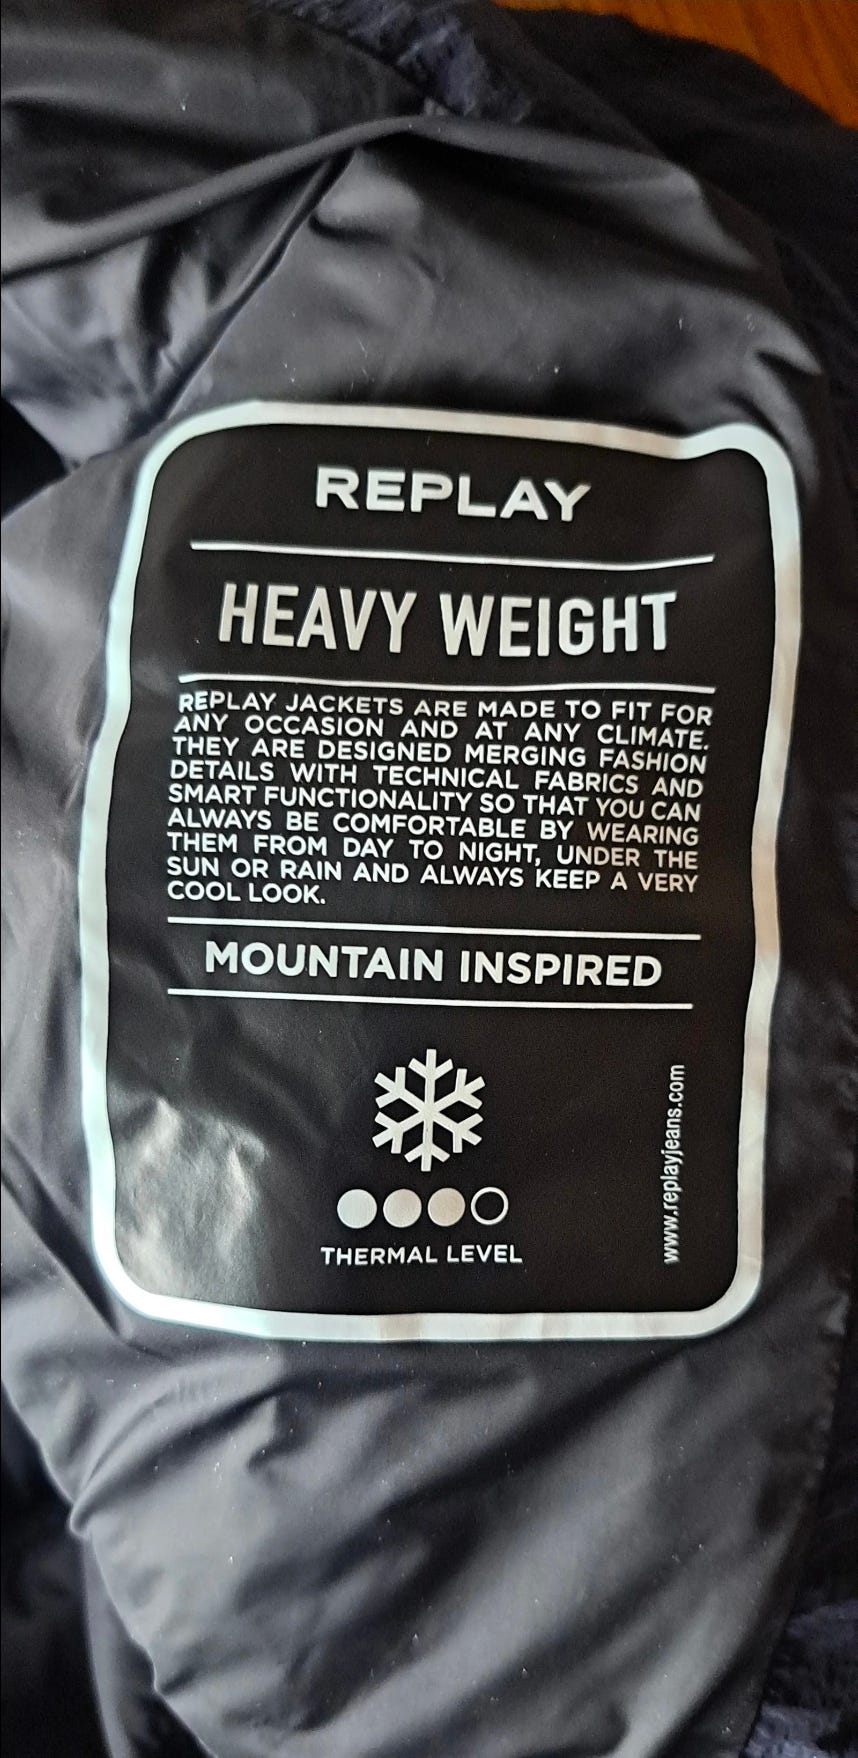 REPLAY
HEAVY WEIGHT
REPLAY JACKETS ARE MADE TO FIT FOR
ANY OCCASION AND AT ANY CLIMATE.
THEY ARE DESIGNED MERGING FASHION
DETAILS WITH TECHNICAL FABRICS AND
SMART FUNCTIONALITY SO THAT YOU CAN
ALWAYS BE COMFORTABLE BY WEARING
THEM FROM DAY TO NIGHT, UNDER THE
SUN OR RAIN AND ALWAYS KEEP A VERY
COOL LOOK.
MOUNTAIN INSPIRED
THERMAL LEVEL
www.replayjeans.com